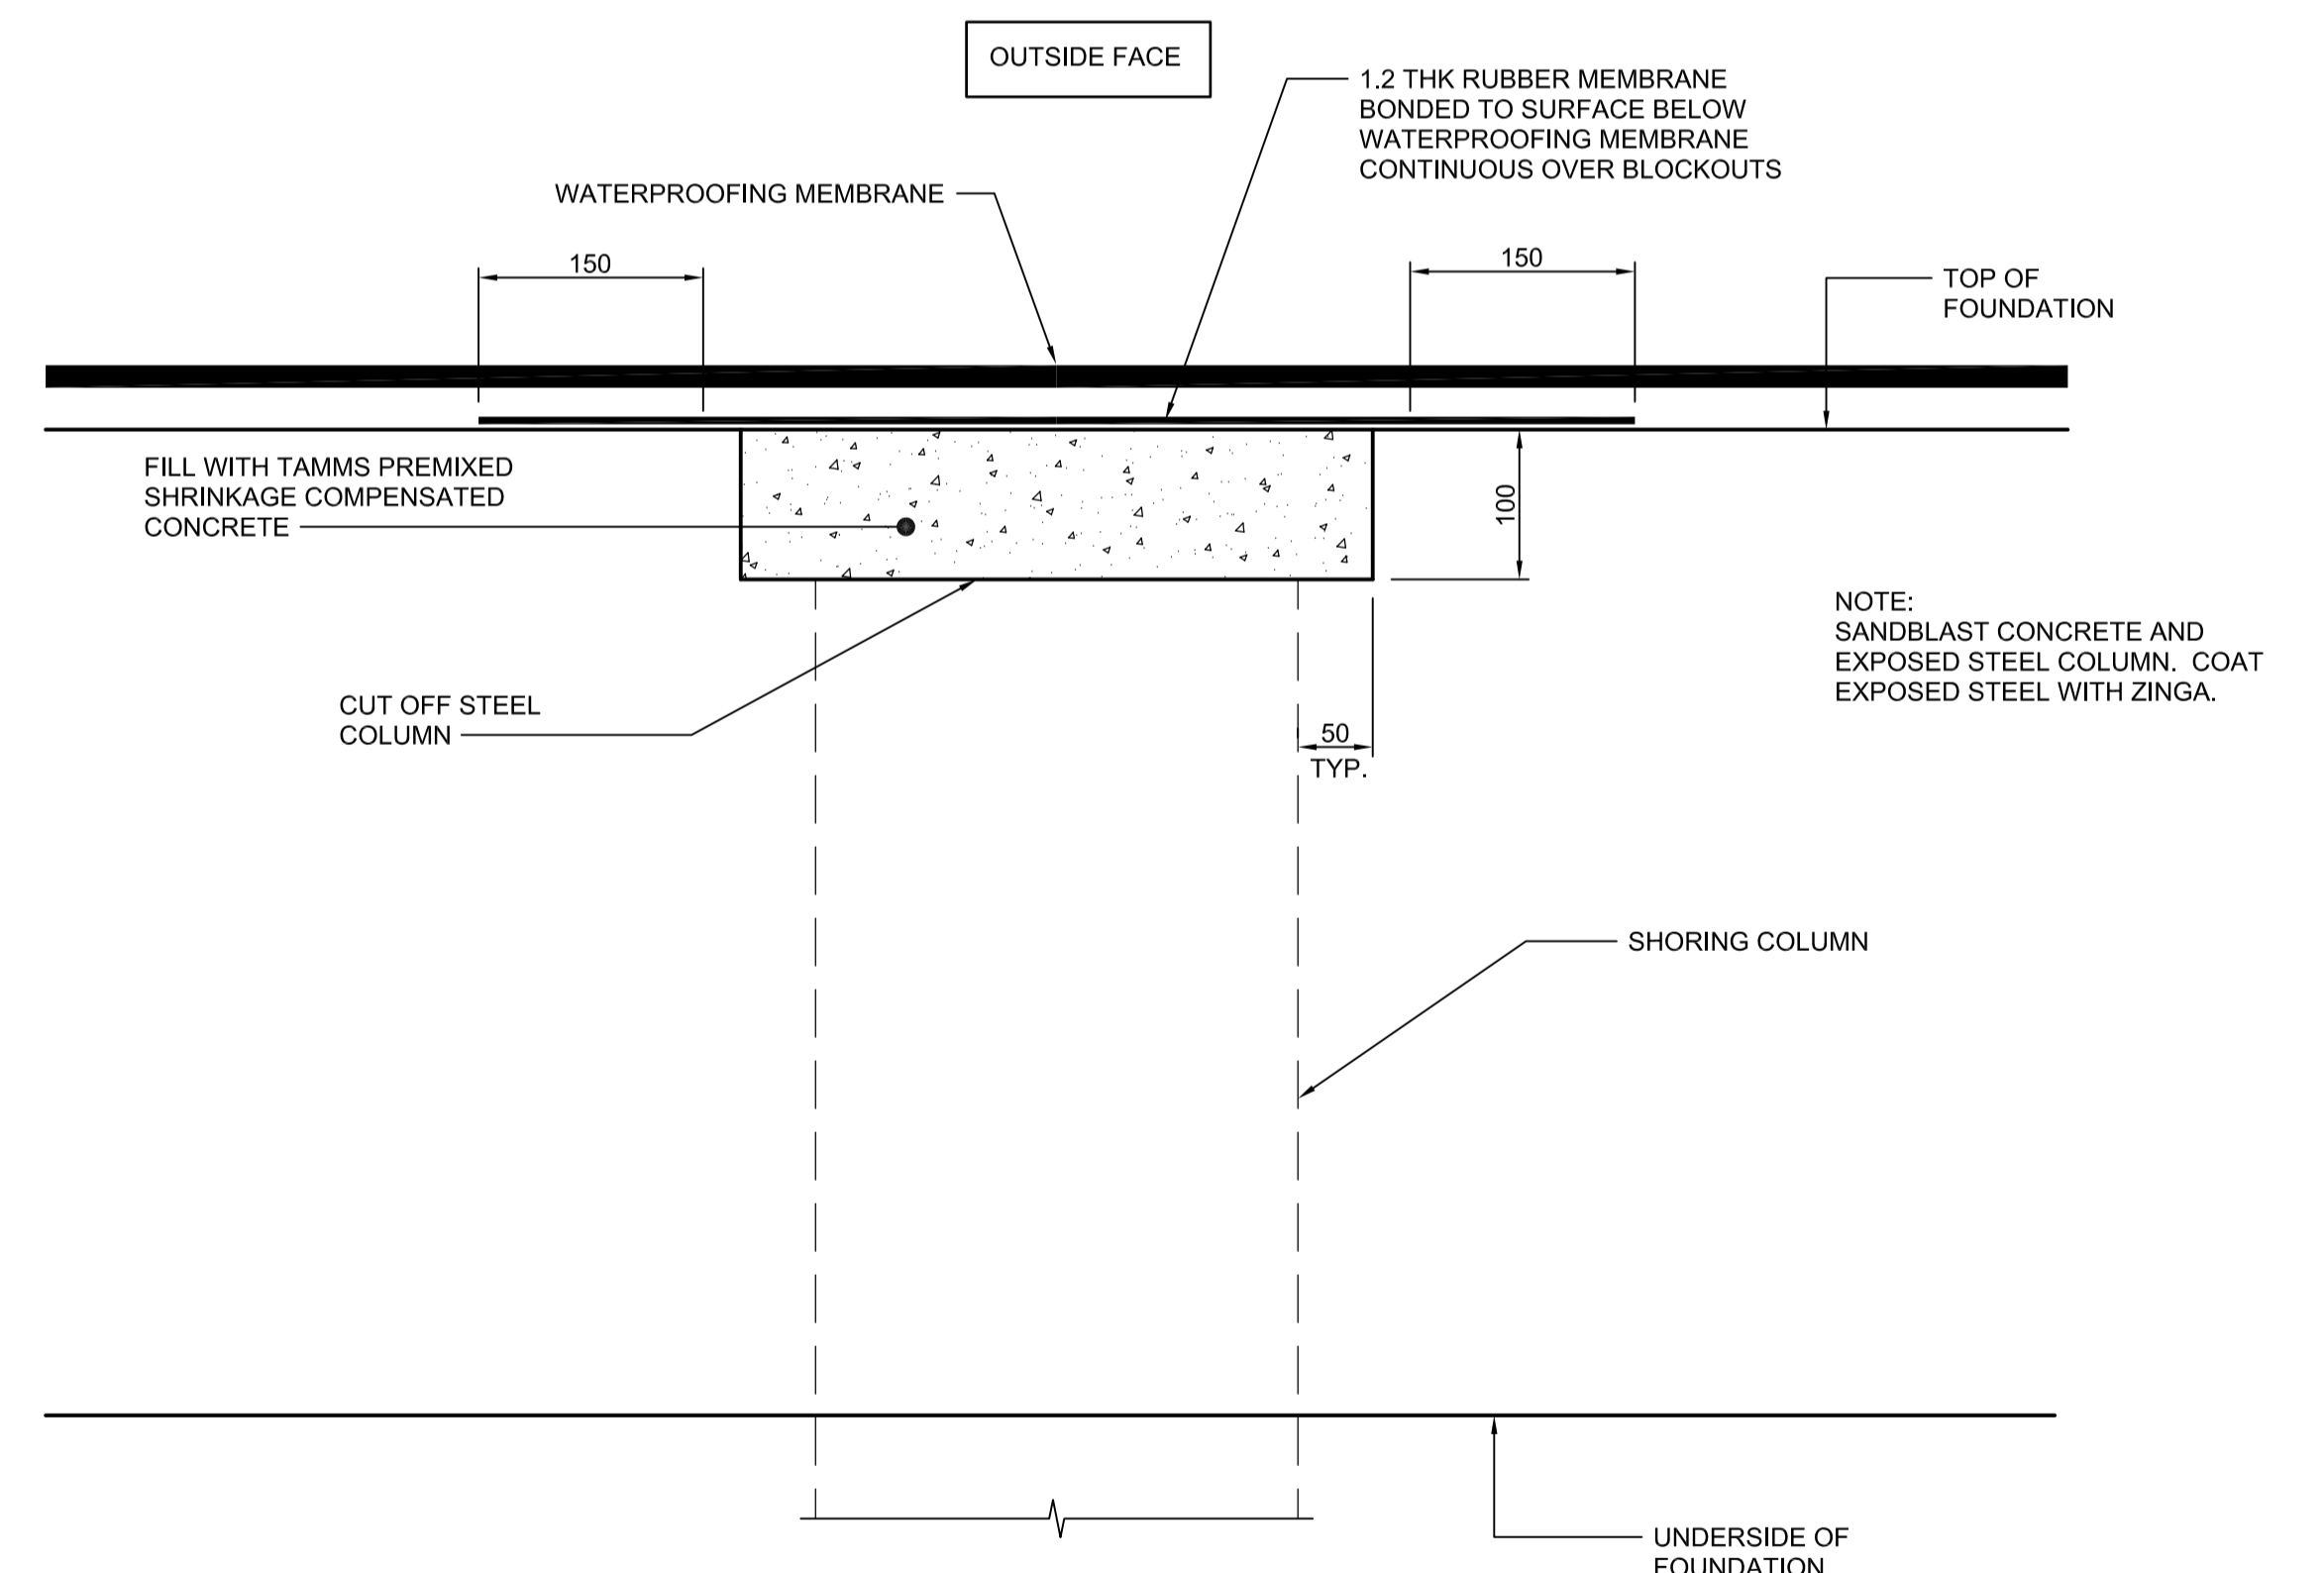 OUTSIDE FACE
1.2 THK RUBBER MEMBRANE
BONDED TO SURFACE BELOW
WATERPROOFING MEMBRANE
CONTINUOUS OVER BLOCKOUTS
WATERPROOFING MEMBRANE
150
150
TOP OF
FOUNDATION
FILL WITH TAMMS PREMIXED
SHRINKAGE COMPENSATED
CONCRETE
100
NOTE:
SANDBLAST CONCRETE AND
EXPOSED STEEL COLUMN.  COAT
EXPOSED STEEL WITH ZINGA.
CUT OFF STEEL
COLUMN
50
TYP.
SHORING COLUMN
UNDERSIDE OF
FOUNDATION